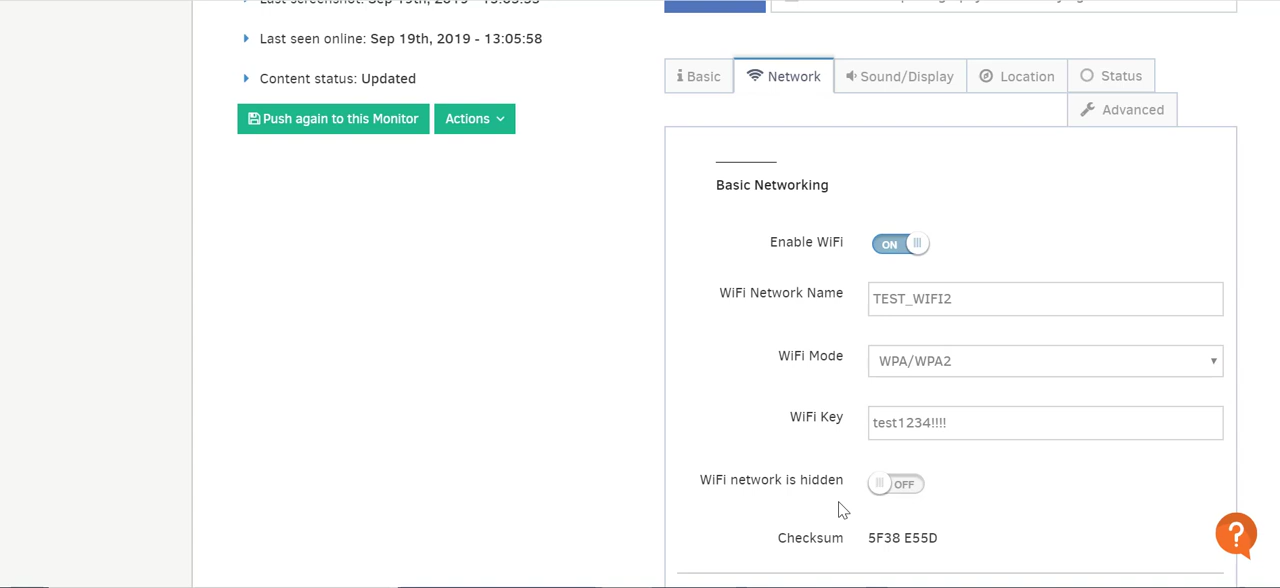 Last seen online: Sep 19th, 2019 - 13:05:58
Content status: Updated
Push again to this Monitor
Actions
Basic
Network
Sound/Display
Location
Status
Advanced
Basic Networking
Enable WiFi
ON
WiFi Network Name
TEST_WIFI2
WiFi Mode
WPA/WPA2
WiFi Key
test1234!!!!
WiFi network is hidden
OFF
Checksum
5F38 E55D
?